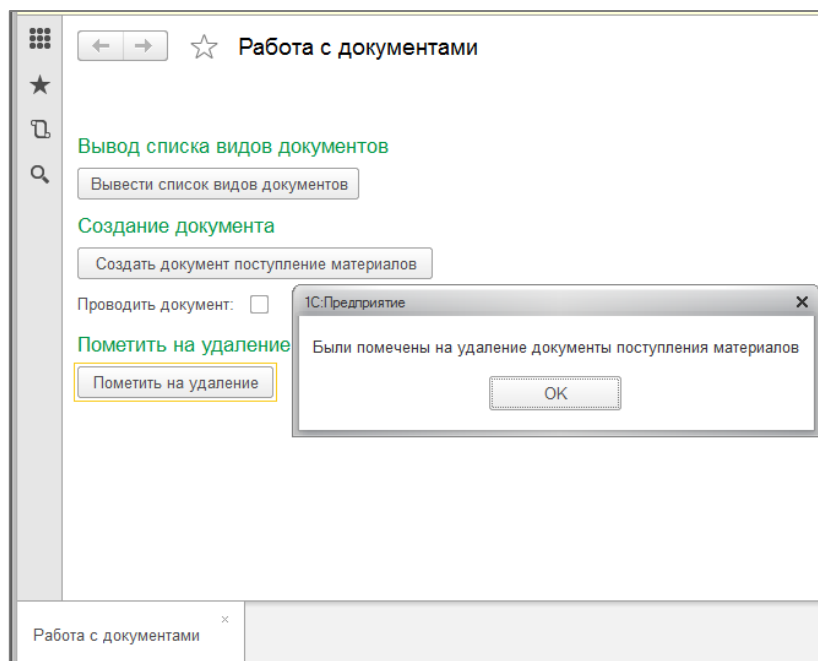 Работа с документами
Вывод списка видов документов
Вывести список видов документов
Создание документа
Создать документ поступление материалов
Проводить документ:
1С:Предприятие
Были помечены на удаление документы поступления материалов
OK
Пометить на удаление
Пометить на удаление
Работа с документами